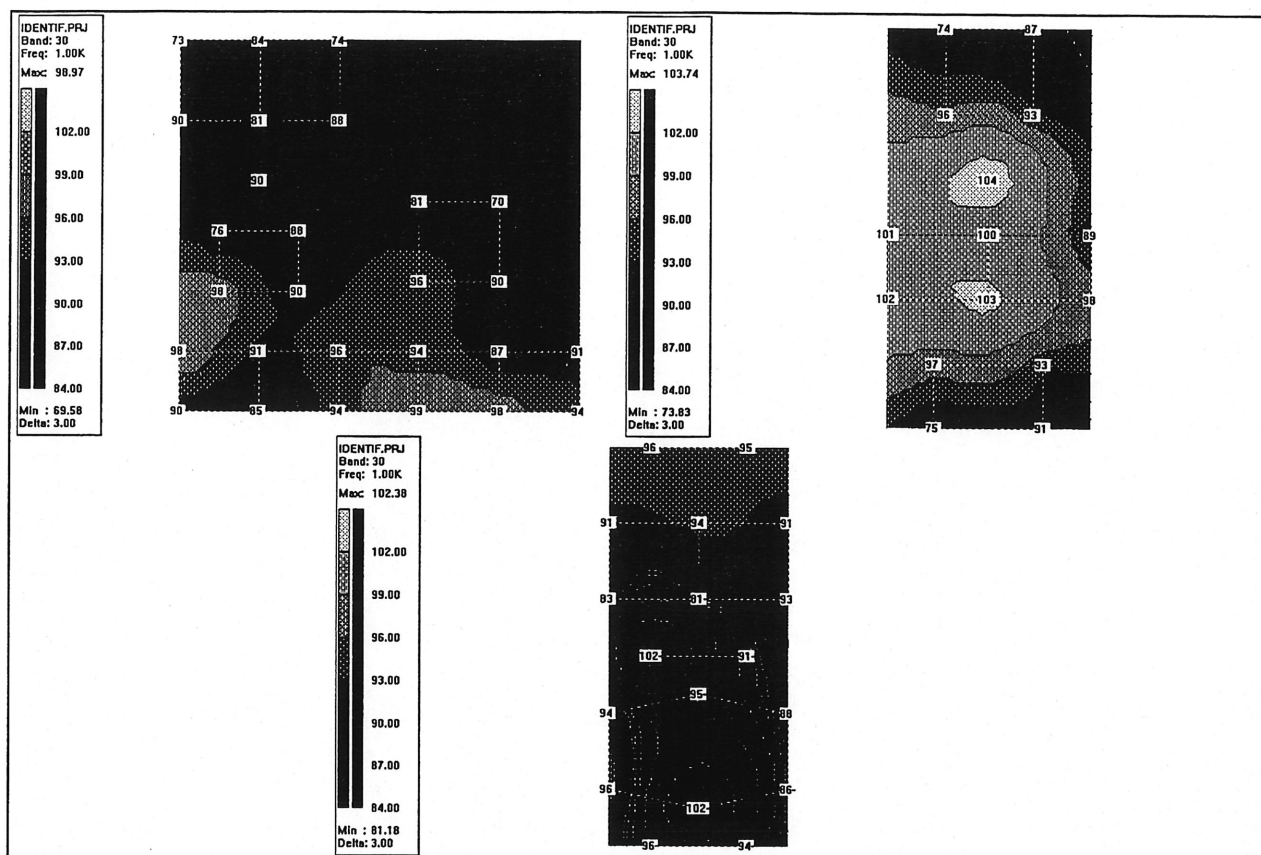 IDENTIF.PRJ
Band: 30
Freq: 1.00K
Max: 98.97
102.00
99.00
96.00
93.00
90.00
87.00
84.00
Min : 69.58
Delta: 3.00
73 84 74
90 81 88
90
81 70
76 88
96 90
98 90
98 91 96 94 87 91
90 85 94 99 98 94
IDENTIF.PRJ
Band: 30
Freq: 1.00K
Max: 103.74
102.00
99.00
96.00
93.00
90.00
87.00
84.00
Min : 73.83
Delta: 3.00
74 87
96 93
104
101 100 89
102 103 98
97 93
75 91
IDENTIF.PRJ
Band: 30
Freq: 1.00K
Max: 102.38
102.00
99.00
96.00
93.00
90.00
87.00
84.00
Min : 81.18
Delta: 3.00
96 95
91 94 91
83 81 93
102 91
95
94 88
96 86
102
96 94